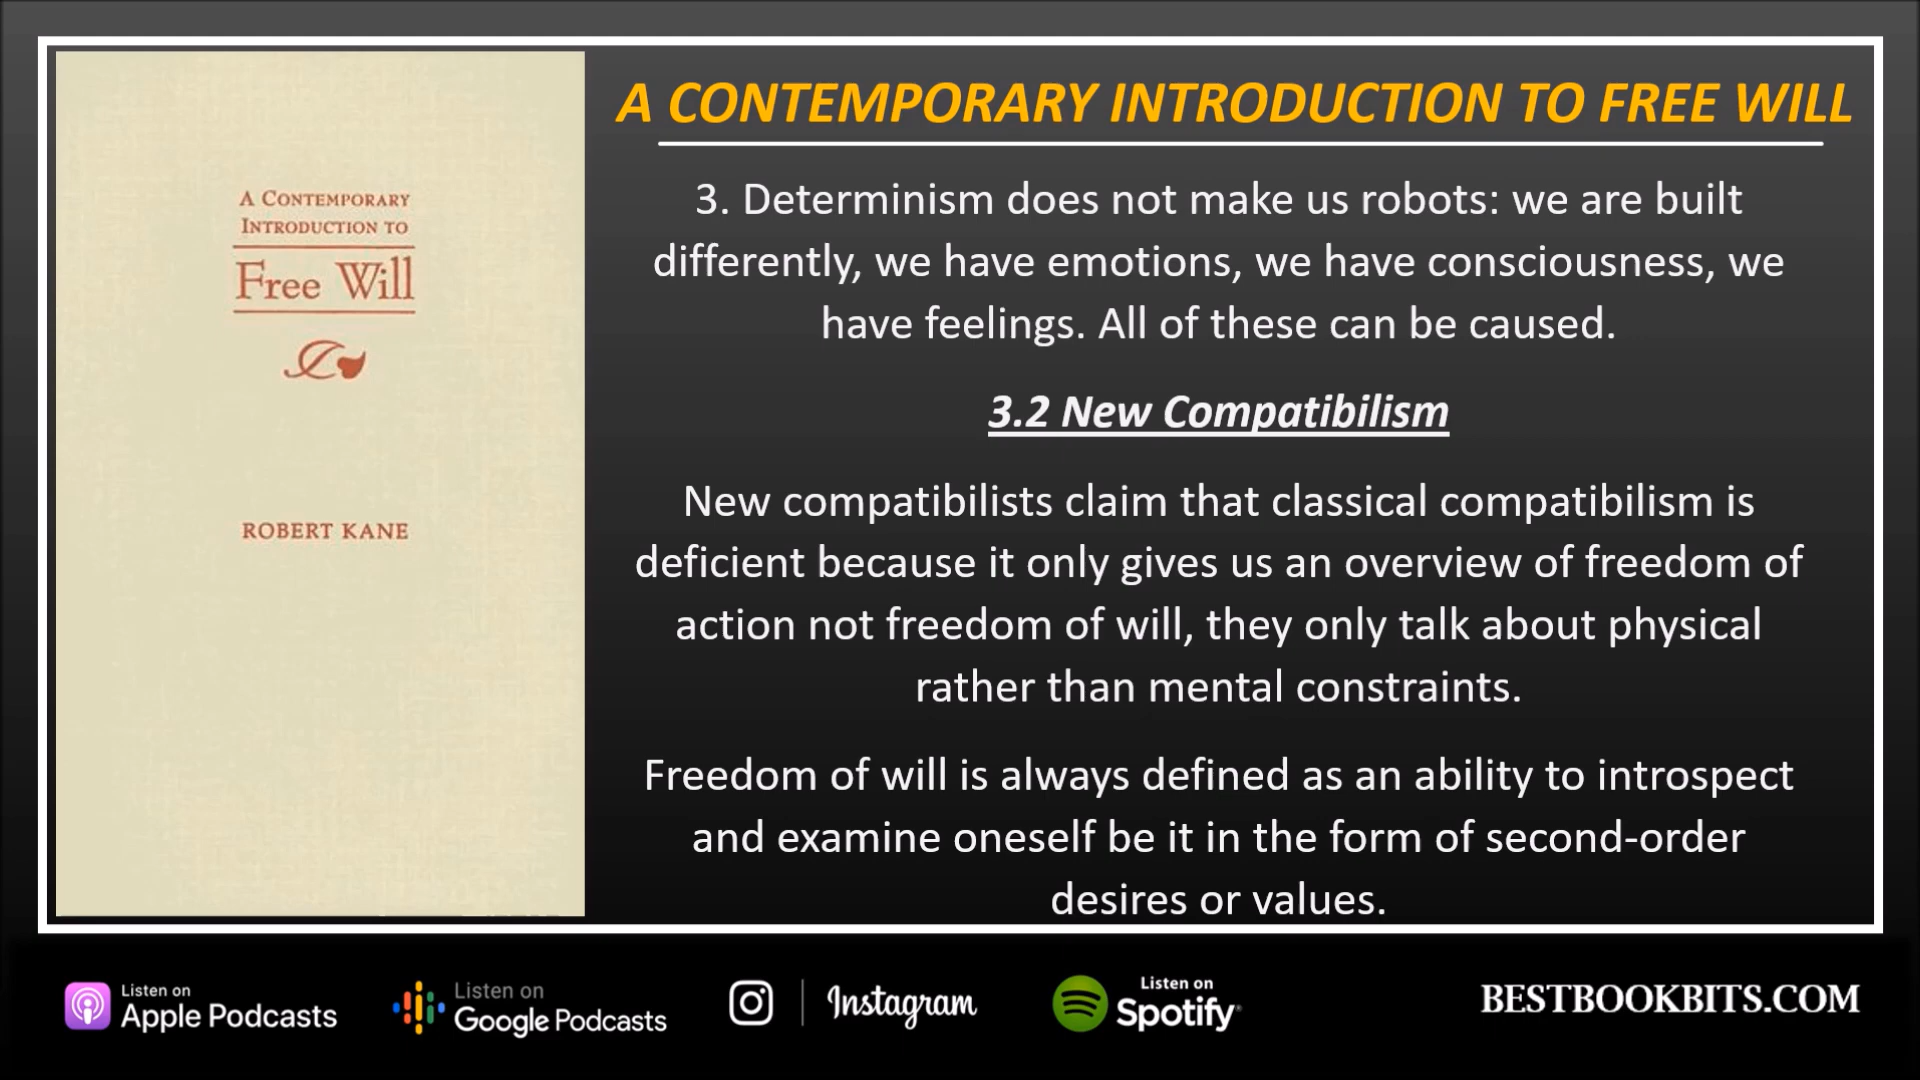 A CONTEMPORARY
INTRODUCTION TO
Free Will
ROBERT KANE
A CONTEMPORARY INTRODUCTION TO FREE WILL
3. Determinism does not make us robots: we are built
differently, we have emotions, we have consciousness, we
have feelings. All of these can be caused.
3.2 New Compatibilism
New compatibilists claim that classical compatibilism is
deficient because it only gives us an overview of freedom of
action not freedom of will, they only talk about physical
rather than mental constraints.
Freedom of will is always defined as an ability to introspect
and examine oneself be it in the form of second-order
desires or values.
Listen on
Apple Podcasts
Listen on
Google Podcasts
Instagram
Listen on
Spotify
BESTBOOKBITS.COM